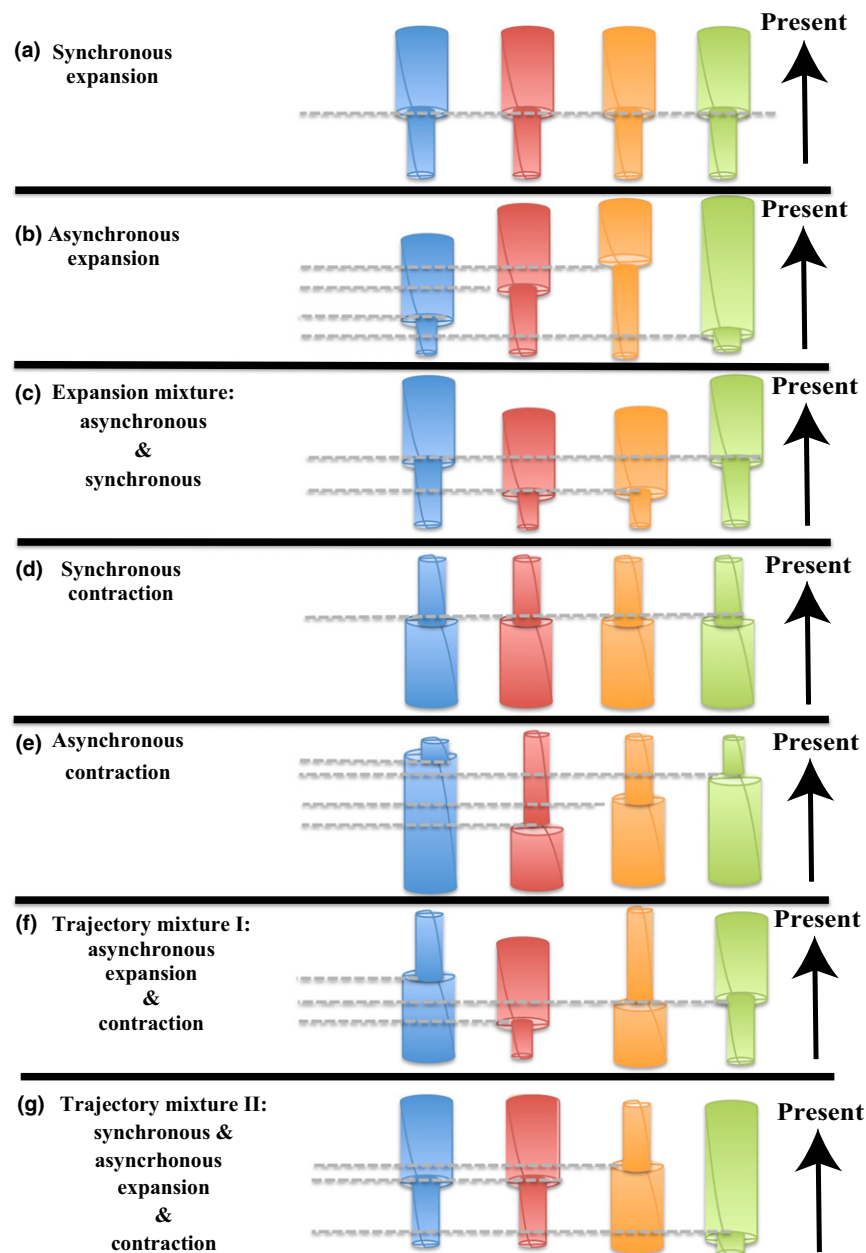 (a) Synchronous
expansion
Present
(b) Asynchronous
expansion
Present
(c) Expansion mixture:
asynchronous
&
synchronous
Present
(d) Synchronous
contraction
Present
(e) Asynchronous
contraction
Present
(f) Trajectory mixture I:
asynchronous
expansion
&
contraction
Present
(g) Trajectory mixture II:
synchronous &
asyncrhonous
expansion
&
contraction
Present